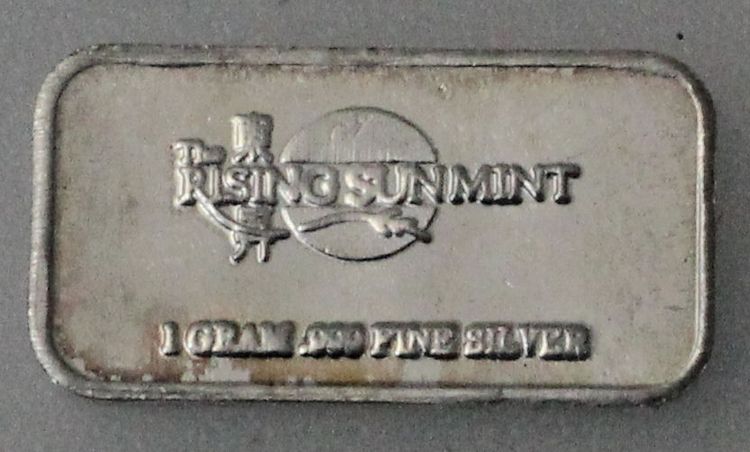 The
RISING SUN MINT
1 GRAM .999 FINE SILVER